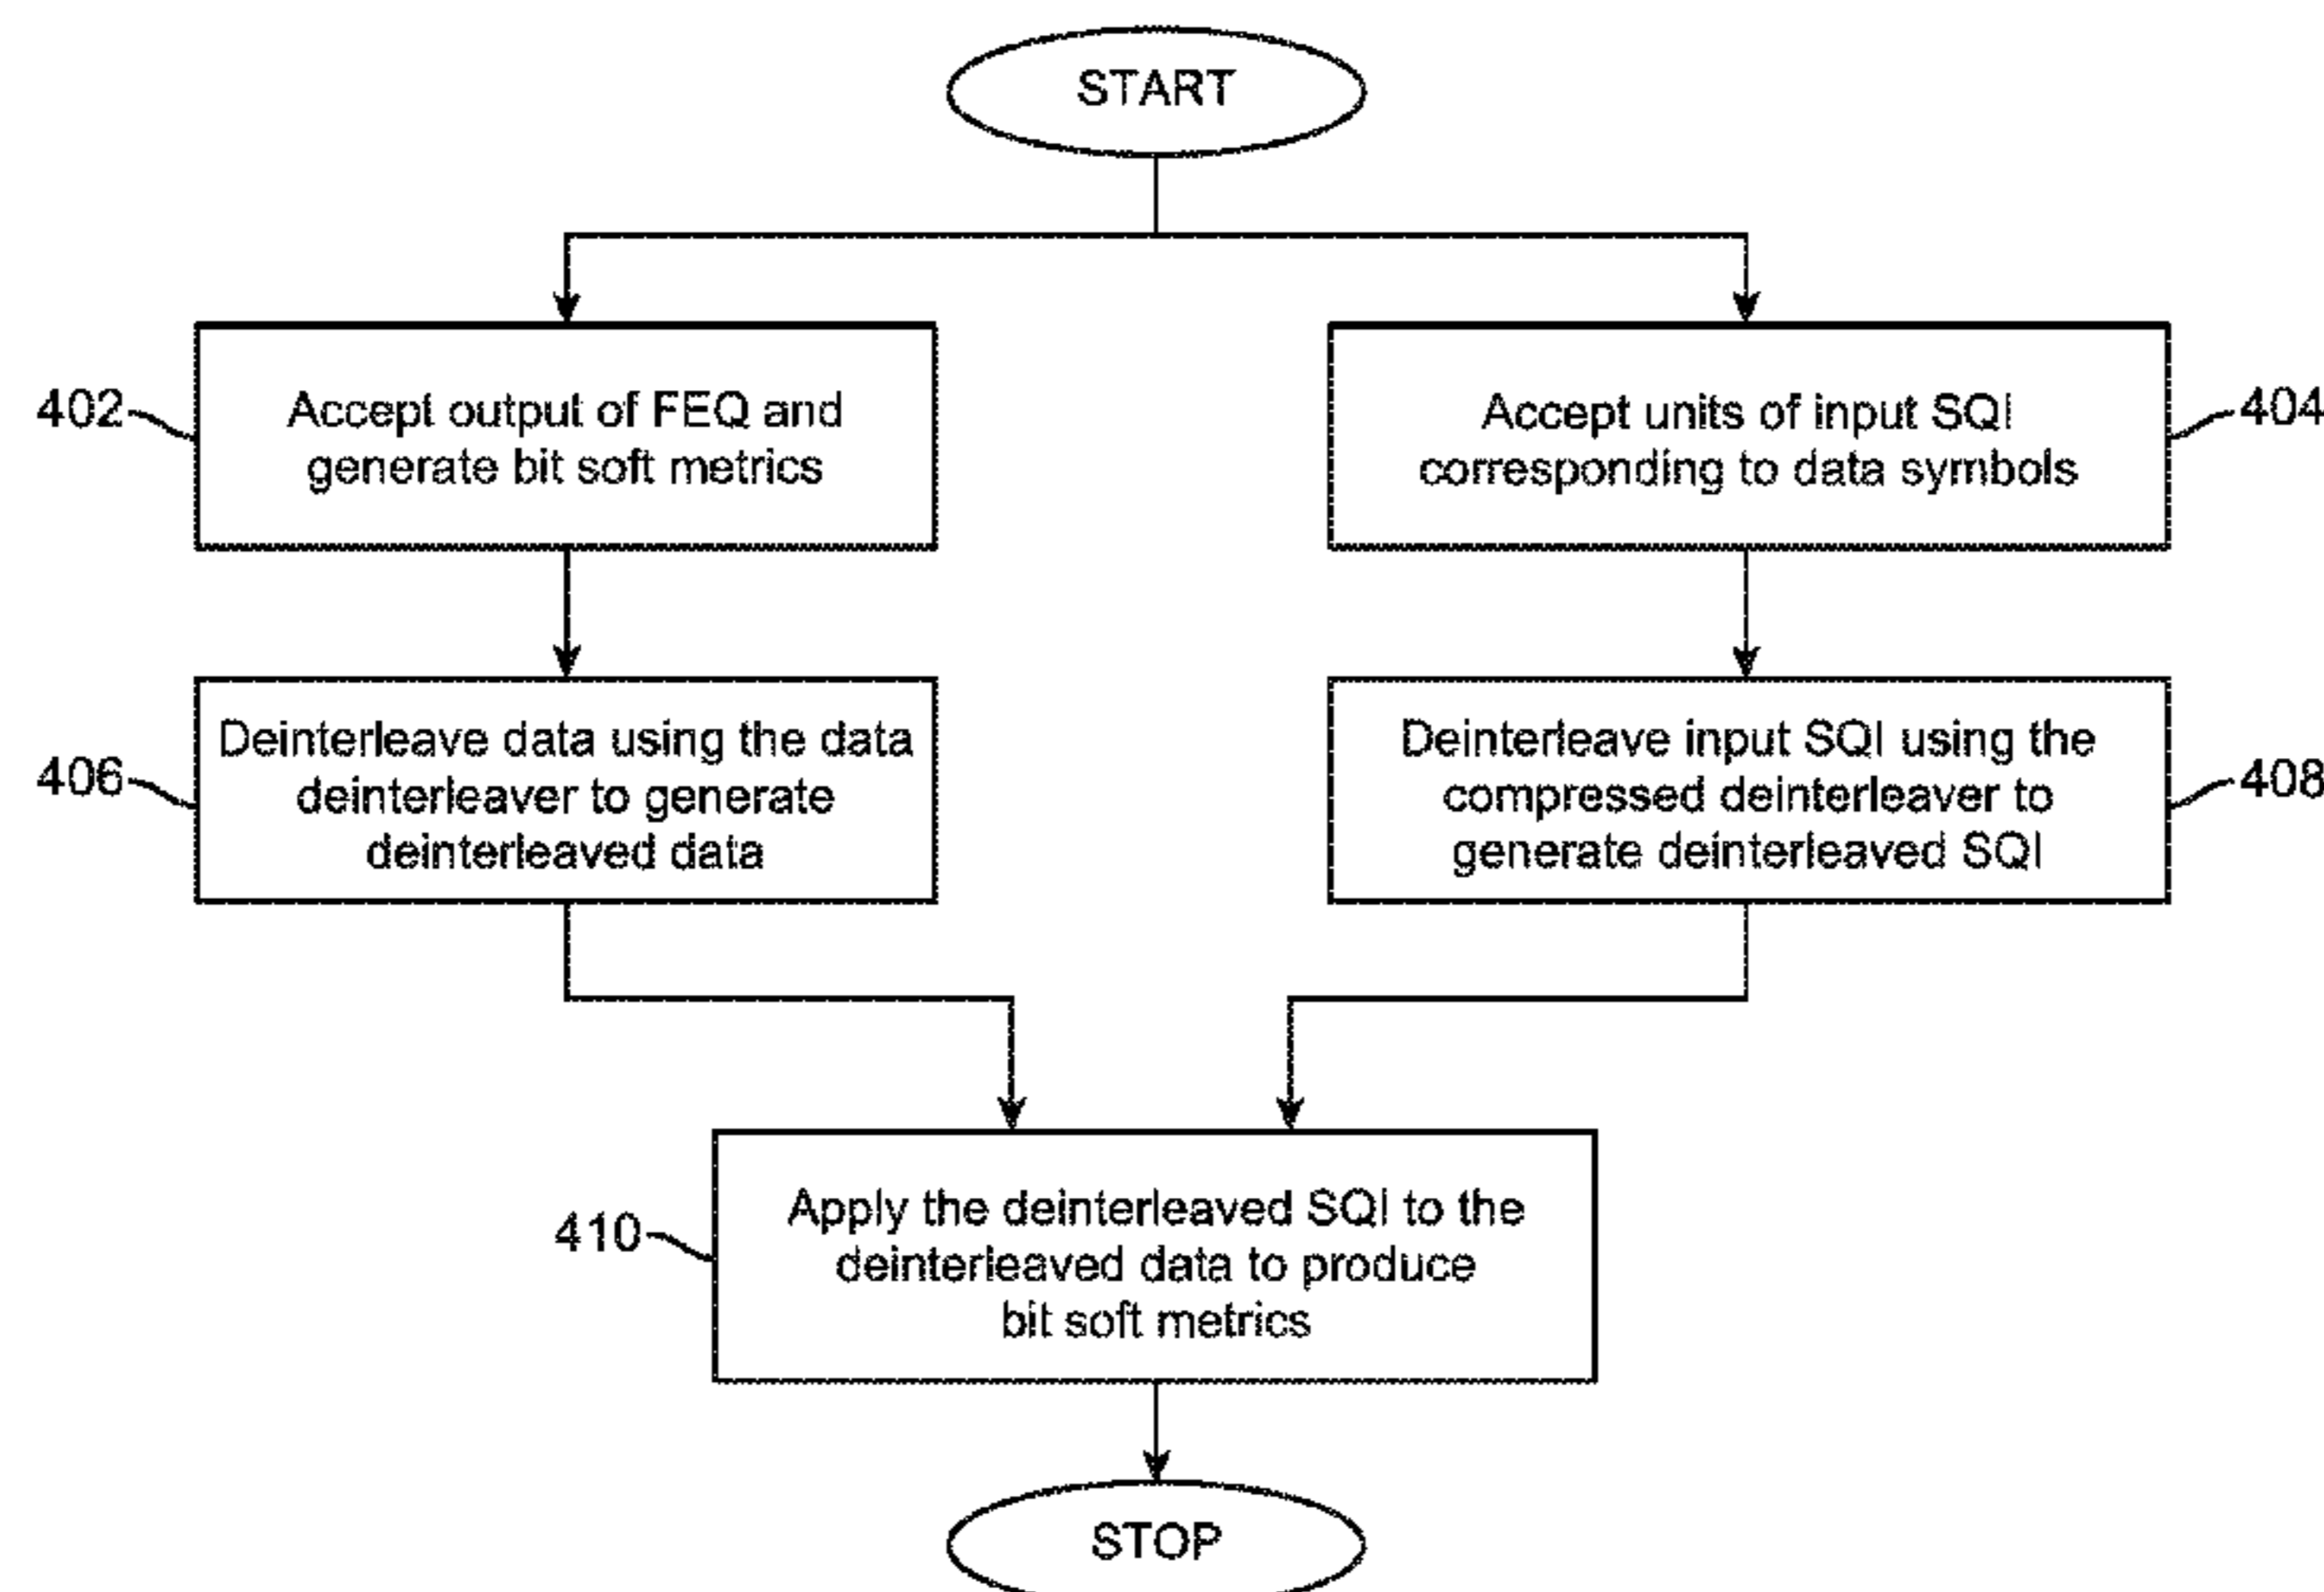 START
402
Accept output of FEQ and
generate bit soft metrics
Accept units of input SQI
corresponding to data symbols
404
406
Deinterleave data using the data
deinterleaver to generate
deinterleaved data
Deinterleave input SQI using the
compressed deinterleaver to
generate deinterleaved SQI
408
410
Apply the deinterleaved SQI to the
deinterleaved data to produce
bit soft metrics
STOP